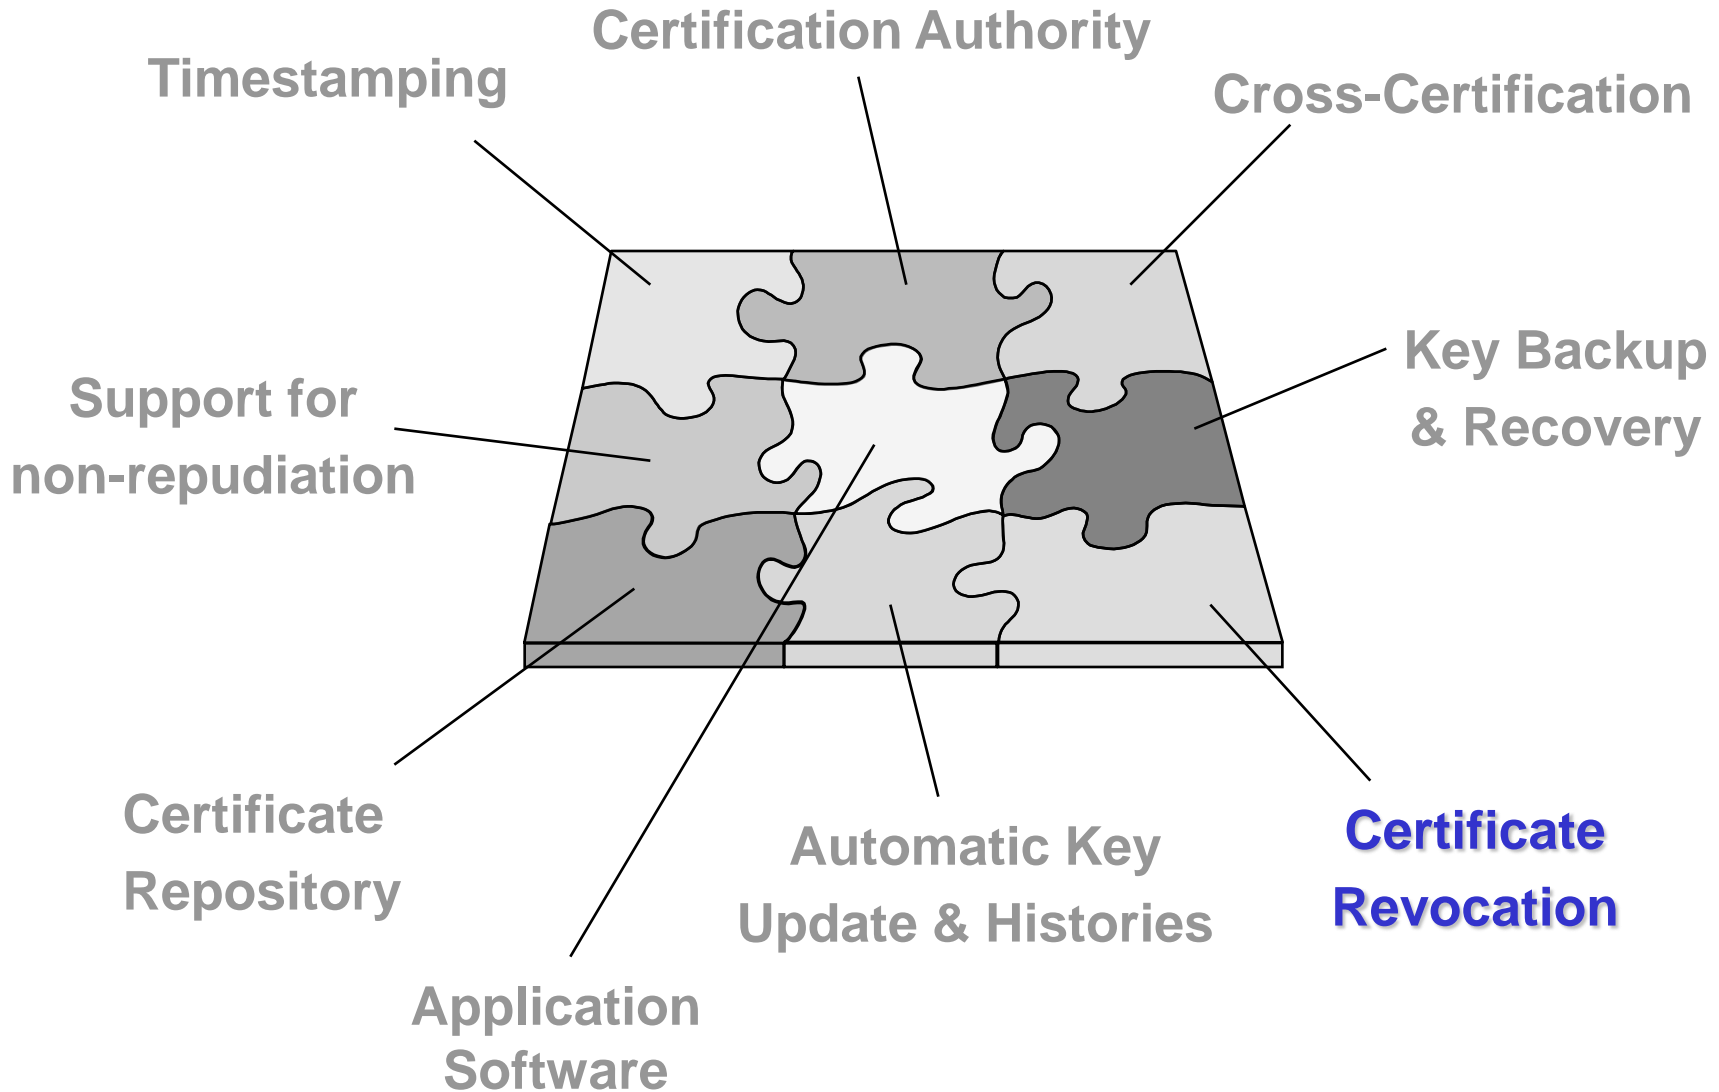 Certification Authority
Timestamping
Cross-Certification
Key Backup
& Recovery
Support for
non-repudiation
Certificate
Repository
Automatic Key
Update & Histories
Certificate
Revocation
Application
Software